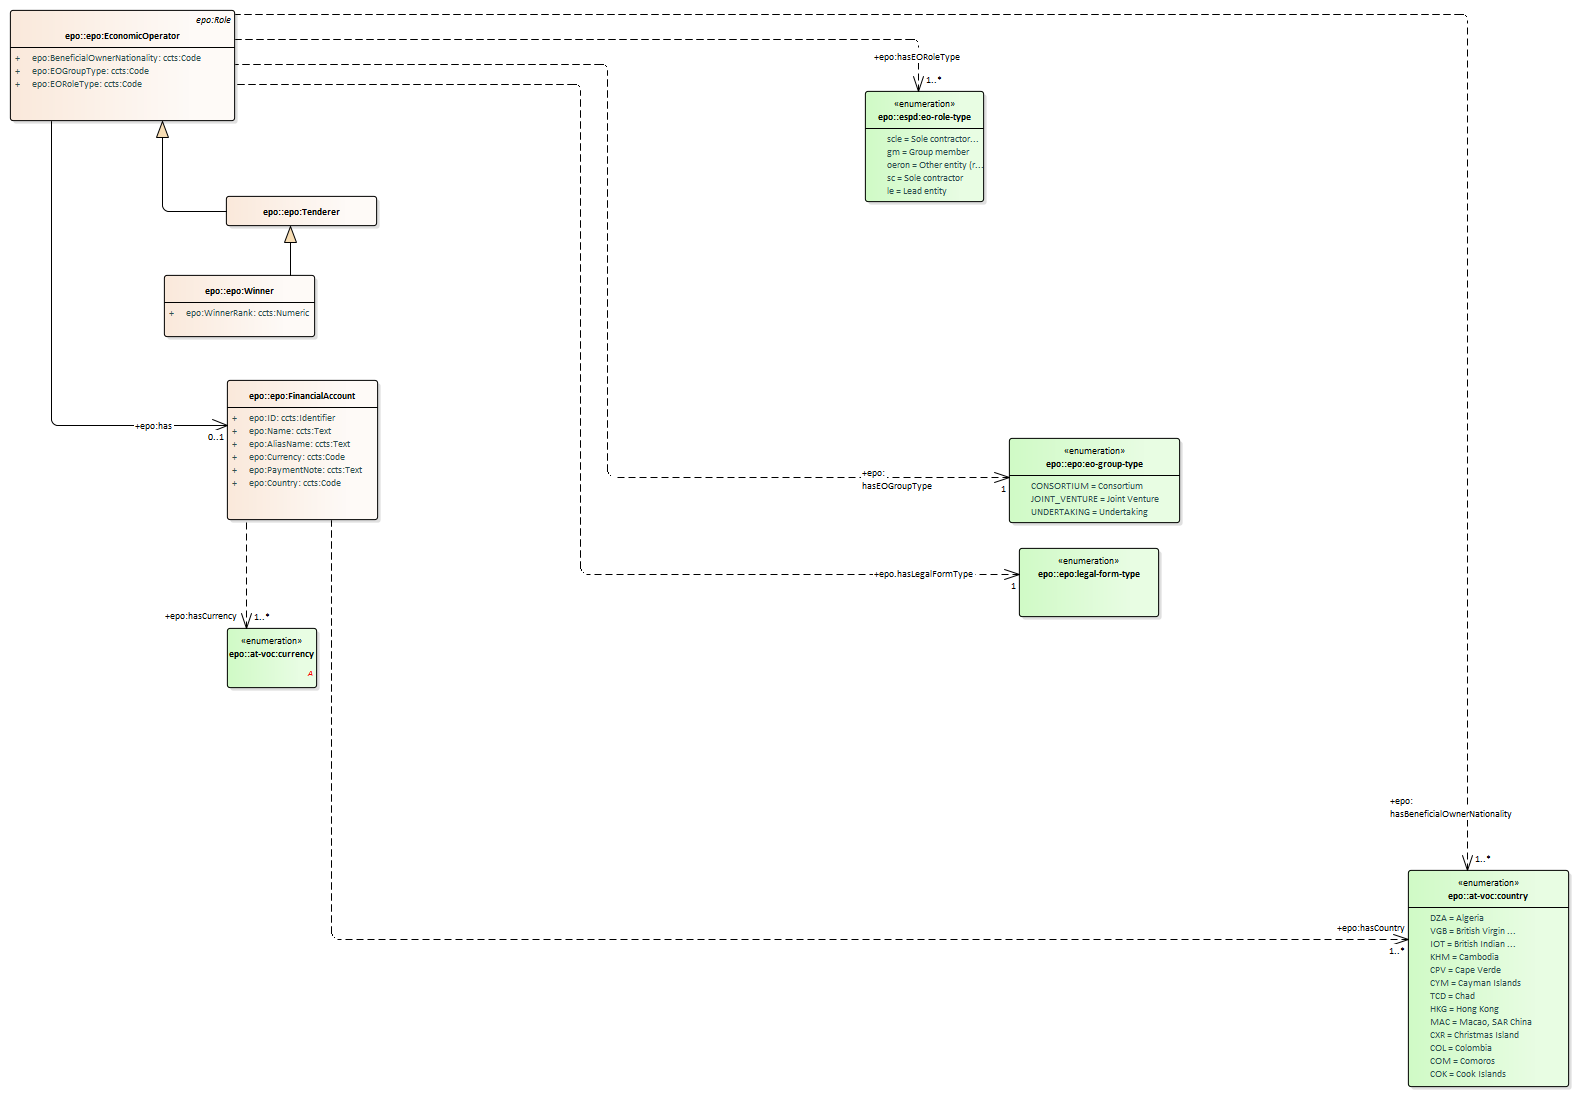 epo:Role
epo::epo:EconomicOperator
+ epo:BeneficialOwnerNationality: ccts:Code
+ epo:EOGroupType: ccts:Code
+ epo:EORoleType: ccts:Code
+epo:hasEORoleType
1..*
«enumeration»
epo::espd:eo-role-type
scle = Sole contractor...
gm = Group member
oeron = Other entity (r...
sc = Sole contractor
le = Lead entity
epo::epo:Tenderer
epo::epo:Winner
+ epo:WinnerRank: ccts:Numeric
epo::epo:FinancialAccount
+ epo:ID: ccts:Identifier
+ epo:Name: ccts:Text
+ epo:AliasName: ccts:Text
+ epo:Currency: ccts:Code
+ epo:PaymentNote: ccts:Text
+ epo:Country: ccts:Code
+epo:has
0..1
«enumeration»
epo::epo:eo-group-type
CONSORTIUM = Consortium
JOINT_VENTURE = Joint Venture
UNDERTAKING = Undertaking
+epo:
hasEOGroupType
1
«enumeration»
epo::epo:legal-form-type
+epo.hasLegalFormType
1
+epo:hasCurrency
1..*
«enumeration»
epo::at-voc:currency
+epo:
hasBeneficialOwnerNationality
1..*
«enumeration»
epo::at-voc:country
DZA = Algeria
VGB = British Virgin ...
IOT = British Indian ...
KHM = Cambodia
CPV = Cape Verde
CYM = Cayman Islands
TCD = Chad
HKG = Hong Kong
MAC = Macao, SAR China
CXR = Christmas Island
COL = Colombia
COM = Comoros
COK = Cook Islands
+epo:hasCountry
1..*